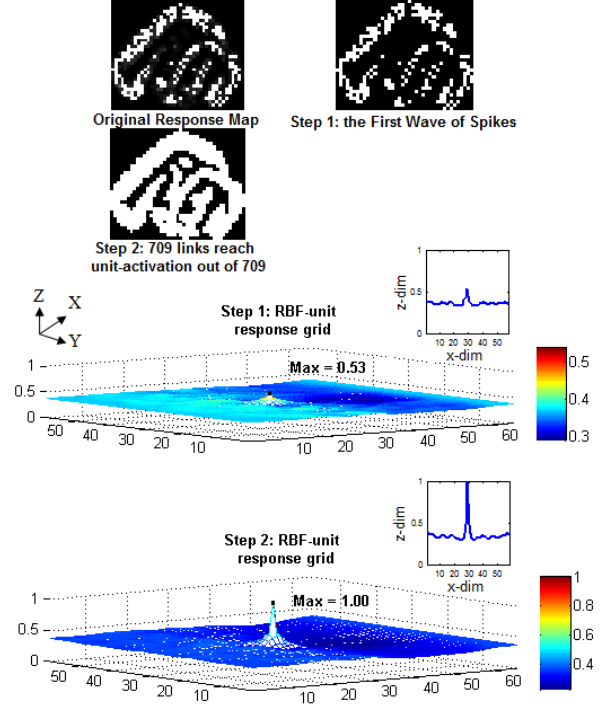 Original Response Map
Step 1: the First Wave of Spikes
Step 2: 709 links reach
unit-activation out of 709
Z
X
Y
Step 1: RBF-unit
response grid
Max = 0.53
1
0.5
0
50 40 30 20 10
10 20 30 40 50 60
z-dim
1
0.5
0
10 20 30 40 50
x-dim
0.5
0.4
0.3
Step 2: RBF-unit
response grid
Max = 1.00
1
0.5
0
50 40 30 20 10
10 20 30 40 50 60
z-dim
1
0.5
0
10 20 30 40 50
x-dim
1
0.8
0.6
0.4